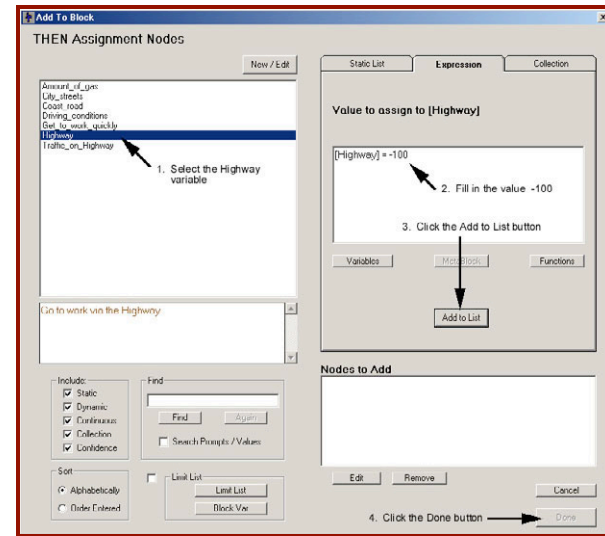 Add To Block
THEN Assignment Nodes
New / Edit
Amount_of_gas
City_streets
Coast_road
Driving_conditions
Get_to_work_quickly
Highway
Traffic_on_Highway
1. Select the Highway
variable
Go to work via the Highway.
Include:
Static
Dynamic
Continuous
Collection
Confidence
Find
Find
Again
Search Prompts / Values
Sort
Alphabetically
Order Entered
Limit List
Limit List
Block Var
Static List
Expression
Collection
Value to assign to [Highway]
[Highway] = -100
2. Fill in the value -100
3. Click the Add to List button
Variables
MetaBlock
Functions
Add to List
Nodes to Add
Edit
Remove
Cancel
4. Click the Done button
Done